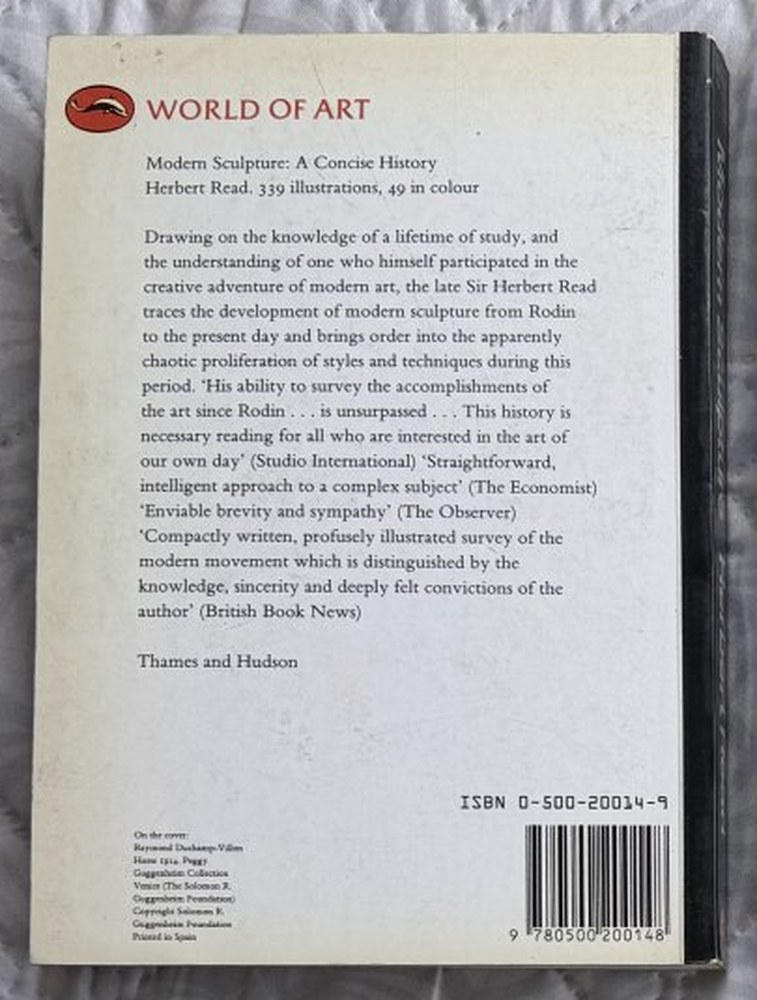 WORLD OF ART
Modern Sculpture: A Concise History
Herbert Read. 339 illustrations, 49 in colour
Drawing on the knowledge of a lifetime of study, and
the understanding of one who himself participated in the
creative adventure of modern art, the late Sir Herbert Read
traces the development of modern sculpture from Rodin
to the present day and brings order into the apparently
chaotic proliferation of styles and techniques during this
period. ‘His ability to survey the accomplishments of
the art since Rodin . . . is unsurpassed . . . This history is
necessary reading for all who are interested in the art of
our own day’ (Studio International) ‘Straightforward,
intelligent approach to a complex subject’ (The Economist)
‘Enviable brevity and sympathy’ (The Observer)
‘Compactly written, profusely illustrated survey of the
modern movement which is distinguished by the
knowledge, sincerity and deeply felt convictions of the
author’ (British Book News)
Thames and Hudson
ISBN 0-500-20014-9
On the cover:
Raymond Duchamp-Villon
Horse 1914. Peggy
Guggenheim Collection
Venice (The Solomon R.
Guggenheim Foundation)
Copyright Solomon R.
Guggenheim Foundation
Printed in Spain
9 780500 200148